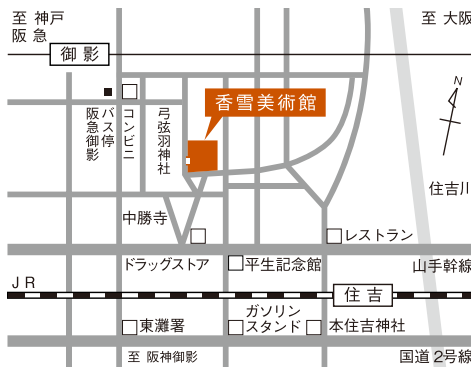 至 神戸
阪 急
御 影
至 大阪
N
香雪美術館
バス停
阪急御影
コンビニ
弓弦羽神社
住吉川
中勝寺
レストラン
ドラッグストア
平生記念館
山手幹線
JR
住 吉
東灘署
ガソリン
スタンド
本住吉神社
至 阪神御影
国道2号線